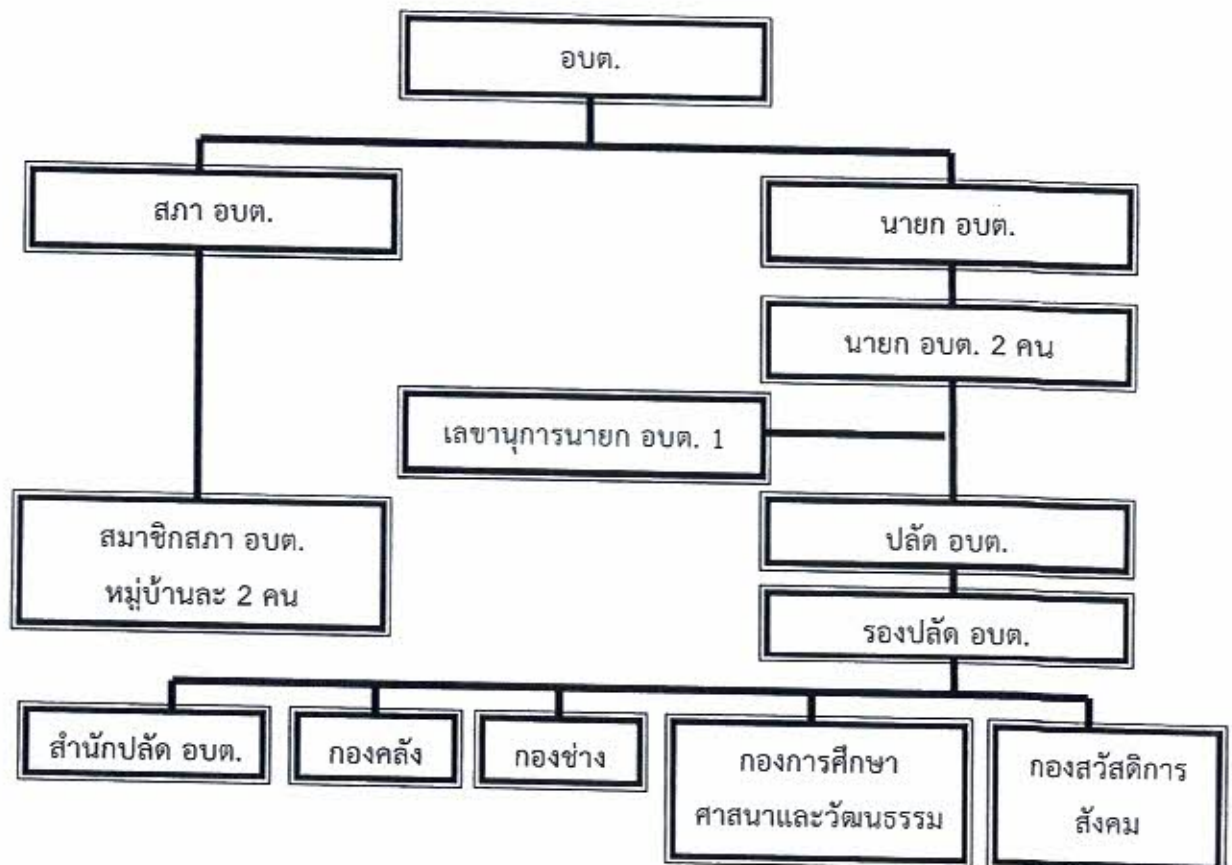 อบต.
สภา อบต.
นายก อบต.
นายก อบต. 2 คน
เลขานุการนายก อบต. 1
สมาชิกสภา อบต.
หมู่บ้านละ 2 คน
ปลัด อบต.
รองปลัด อบต.
สำนักปลัด อบต.
กองคลัง
กองช่าง
กองการศึกษา
ศาสนาและวัฒนธรรม
กองสวัสดิการ
สังคม